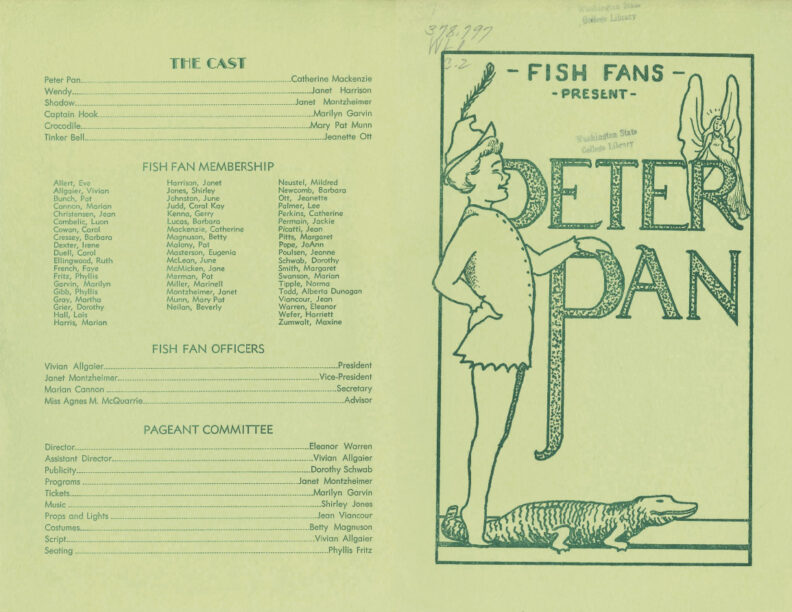 THE CAST
Peter Pan....Catherine Mackenzie
Wendy....Janet Harrison
Shadow....Janet Montzheimer
Captain Hook....Marilyn Garvin
Crocodile....Mary Pat Munn
Tinker Bell....Jeanette Ott
FISH FAN MEMBERSHIP
Allert, Eve
Allgaier, Vivian
Bunch, Pat
Cannon, Marian
Christensen, Jean
Combelic, Luon
Cowan, Carol
Cressey, Barbara
Dexter, Irene
Duell, Carol
Ellingwood, Ruth
French, Faye
Fritz, Phyllis
Garvin, Marilyn
Gibb, Phyllis
Gray, Martha
Grier, Dorothy
Hall, Lois
Harris, Marian
Harrison, Janet
Jones, Shirley
Johnston, June
Judd, Coral Kay
Kenna, Gerry
Lucas, Barbara
Mackenzie, Catherine
Magnuson, Betty
Malony, Pat
Masterson, Eugenia
McLean, June
McMicken, Jane
Merman, Pat
Miller, Marinell
Montzheimer, Janet
Munn, Mary Pat
Neilan, Beverly
Neustel, Mildred
Newcomb, Barbara
Ott, Jeanette
Palmer, Lee
Perkins, Catherine
Permain, Jackie
Picatti, Jean
Pitts, Margaret
Pope, JoAnn
Poulsen, Jeanne
Schwab, Dorothy
Smith, Margaret
Swanson, Marian
Tipple, Norma
Todd, Alberta Dunagan
Viancour, Jean
Warren, Eleanor
Wefer, Harriett
Zumwalt, Maxine
FISH FAN OFFICERS
Vivian Allgaier....President
Janet Montzheimer....Vice-President
Marian Cannon....Secretary
Miss Agnes M. McQuarrie....Advisor
PAGEANT COMMITTEE
Director....Eleanor Warren
Assistant Director....Vivian Allgaier
Publicity....Dorothy Schwab
Programs....Janet Montzheimer
Tickets....Marilyn Garvin
Music....Shirley Jones
Props and Lights....Jean Viancour
Costumes....Betty Magnuson
Script....Vivian Allgaier
Seating....Phyllis Fritz
Washington State
College Library
378.797
C-2
- FISH FANS -
- PRESENT -
Washington State
College Library
PETER
PAN